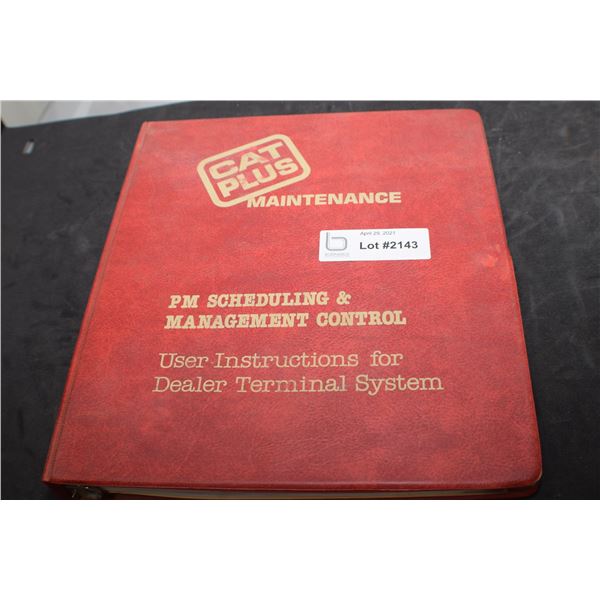 CAT
PLUS
MAINTENANCE
April 29, 2021
Lot #2143
PM SCHEDULING &
MANAGEMENT CONTROL
User Instructions for
Dealer Terminal System